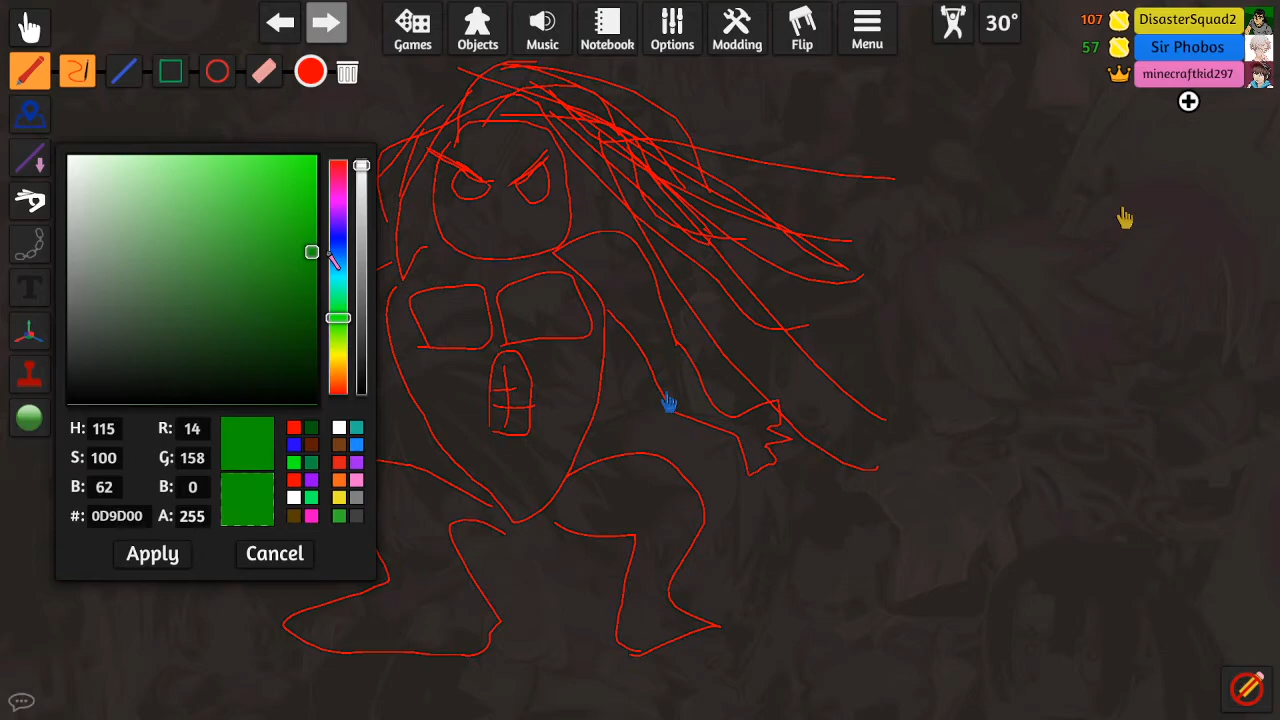 Games
Objects
Music
Notebook
Options
Modding
Flip
Menu
30°
107 DisasterSquad2
57 Sir Phobos
minecraftkid297
T
H: 115 R: 14
S: 100 G: 158
B: 62 B: 0
#: 0D9D00 A: 255
Apply Cancel